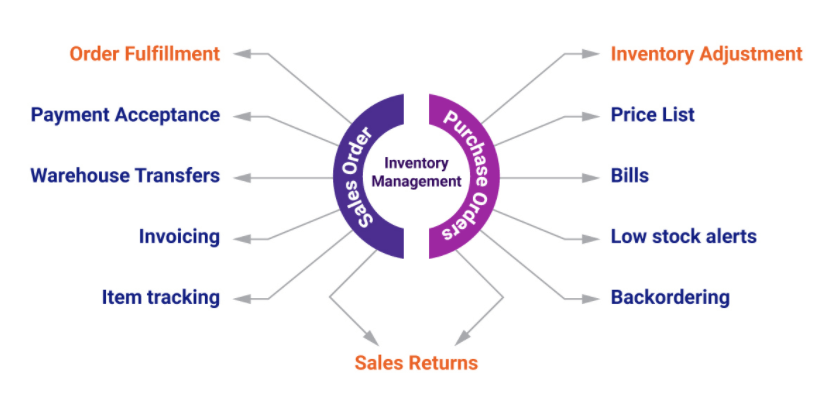 Order Fulfillment
Payment Acceptance
Warehouse Transfers
Invoicing
Item tracking
Sales Order
Inventory
Management
Purchase Orders
Inventory Adjustment
Price List
Bills
Low stock alerts
Backordering
Sales Returns